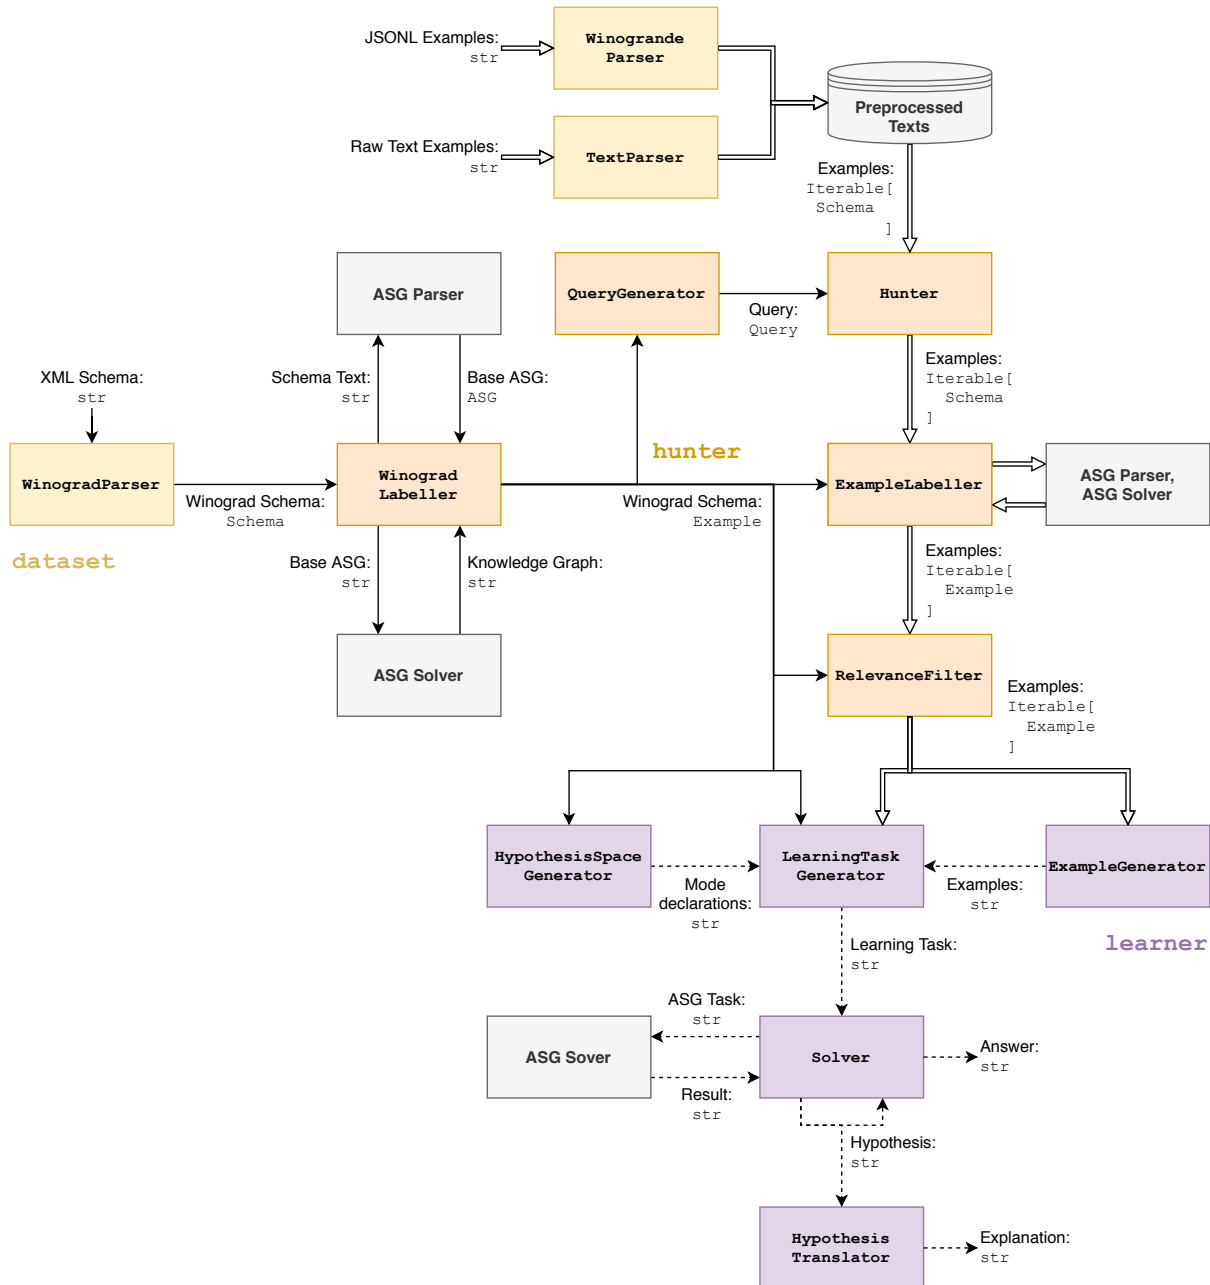 JSONL Examples:
str
Winogrande
Parser
Preprocessed
Texts
Raw Text Examples:
str
TextParser
Examples:
Iterable[
Schema
]
ASG Parser
QueryGenerator
Query:
Query
Hunter
XML Schema:
str
Schema Text:
str
Base ASG:
ASG
Examples:
Iterable[
Schema
]
hunter
WinogradParser
Winograd Schema:
Schema
Winograd
Labeller
Winograd Schema:
Example
ExampleLabeller
ASG Parser,
ASG Solver
dataset
Base ASG:
str
Knowledge Graph:
str
Examples:
Iterable[
Example
]
ASG Solver
RelevanceFilter
Examples:
Iterable[
Example
]
HypothesisSpace
Generator
Mode
declarations:
str
LearningTask
Generator
Examples:
str
ExampleGenerator
learner
Learning Task:
str
ASG Task:
str
ASG Sover
Result:
str
Solver
Answer:
str
Hypothesis:
str
Hypothesis
Translator
Explanation:
str